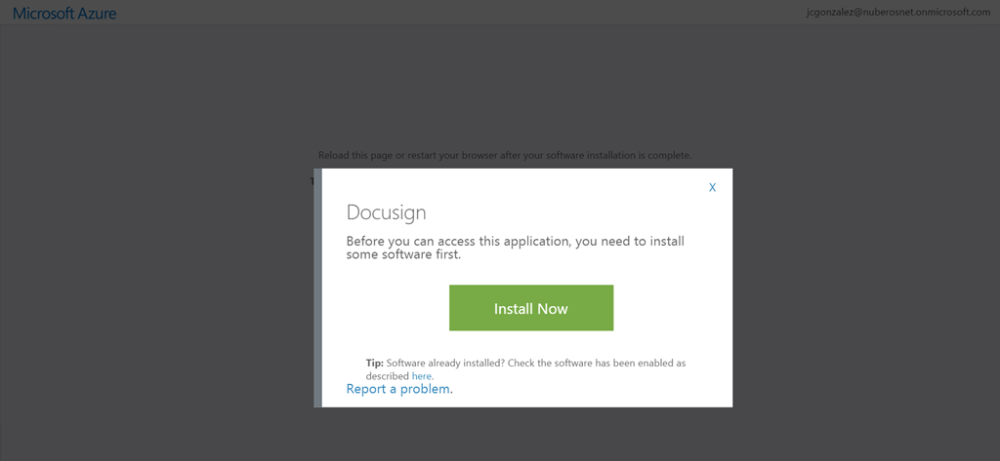 Microsoft Azure
jcgonzalez@nuberosnet.onmicrosoft.com
Reload this page or restart your browser after your software installation is complete.
T
X
Docusign
Before you can access this application, you need to install
some software first.
Install Now
Tip: Software already installed? Check the software has been enabled as
described here.
Report a problem.